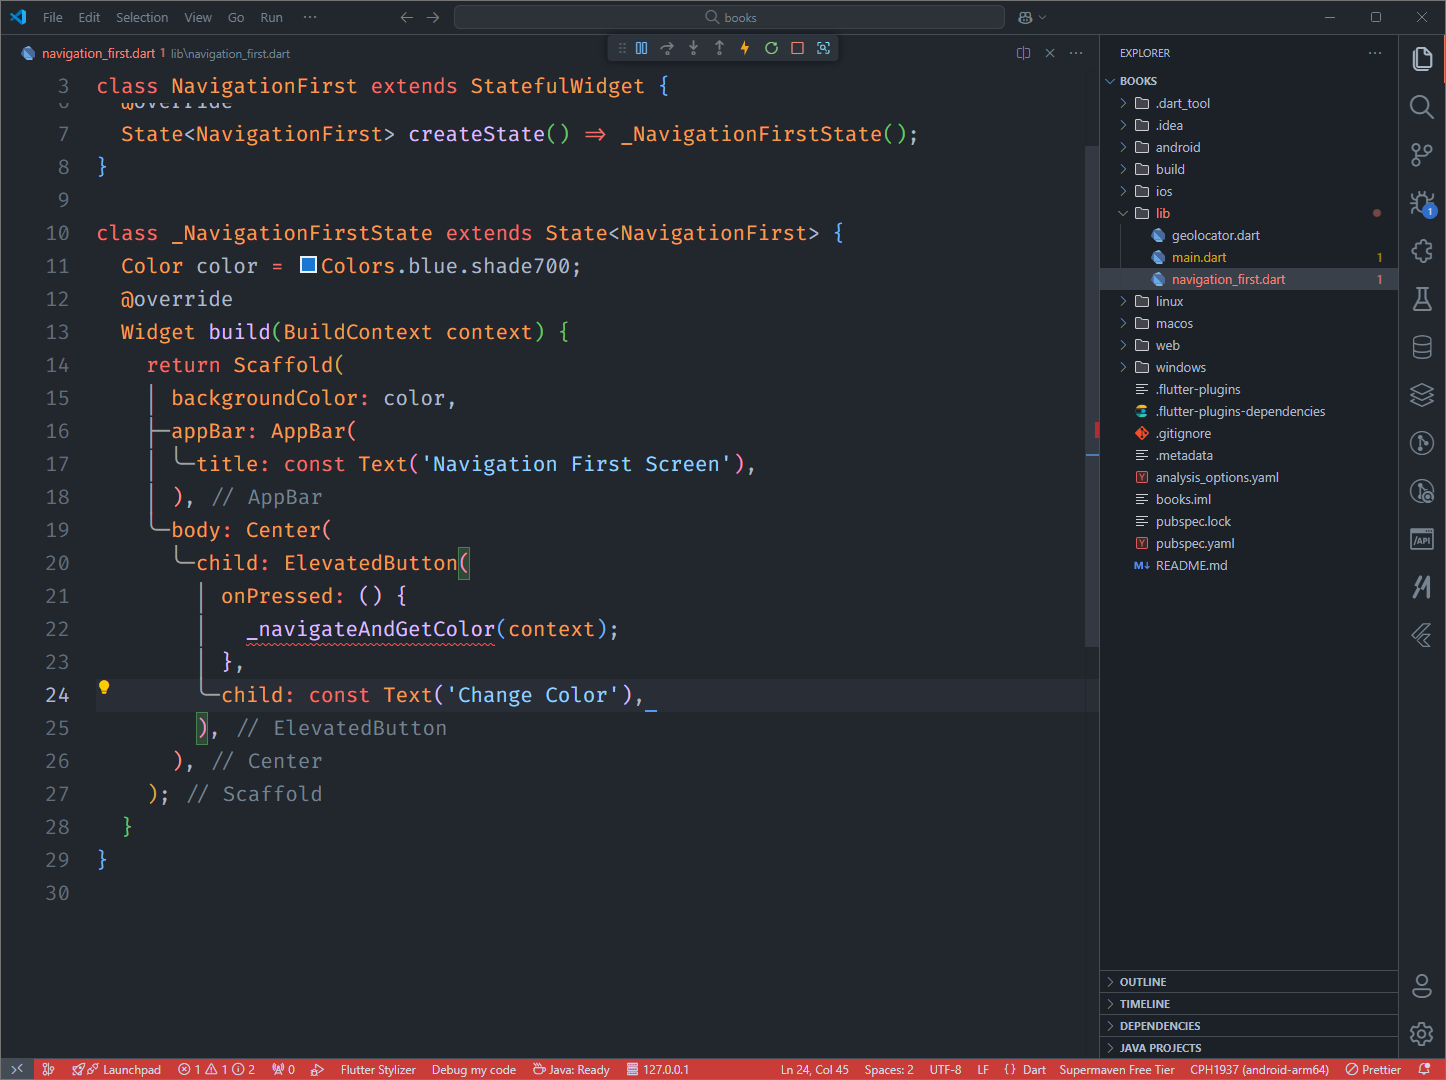 File Edit Selection View Go Run ··· books
navigation_first.dart 1 lib\navigation_first.dart
3 class NavigationFirst extends StatefulWidget {
6 @override
7 State<NavigationFirst> createState() => _NavigationFirstState();
8 }
9
10 class _NavigationFirstState extends State<NavigationFirst> {
11 Color color = Colors.blue.shade700;
12 @override
13 Widget build(BuildContext context) {
14 return Scaffold(
15 backgroundColor: color,
16 appBar: AppBar(
17 title: const Text('Navigation First Screen'),
18 ), // AppBar
19 body: Center(
20 child: ElevatedButton(
21 onPressed: () {
22 _navigateAndGetColor(context);
23 },
24 child: const Text('Change Color'),
25 ), // ElevatedButton
26 ), // Center
27 ); // Scaffold
28 }
29 }
30
EXPLORER ···
BOOKS
.dart_tool
.idea
android
build
ios
lib
geolocator.dart
main.dart 1
navigation_first.dart 1
linux
macos
web
windows
.flutter-plugins
.flutter-plugins-dependencies
.gitignore
.metadata
analysis_options.yaml
books.iml
pubspec.lock
pubspec.yaml
README.md
OUTLINE
TIMELINE
DEPENDENCIES
JAVA PROJECTS
1
/API
Launchpad 1 1 2 0 Flutter Stylizer Debug my code Java: Ready 127.0.0.1 Ln 24, Col 45 Spaces: 2 UTF-8 LF { } Dart Supermaven Free Tier CPH1937 (android-arm64) Prettier